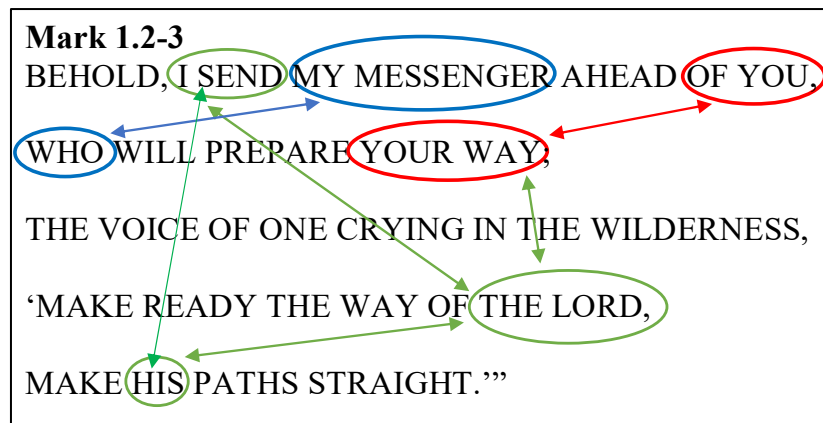 Mark 1.2-3
BEHOLD, I SEND MY MESSENGER AHEAD OF YOU,
WHO WILL PREPARE YOUR WAY;
THE VOICE OF ONE CRYING IN THE WILDERNESS,
‘MAKE READY THE WAY OF THE LORD,
MAKE HIS PATHS STRAIGHT.’”